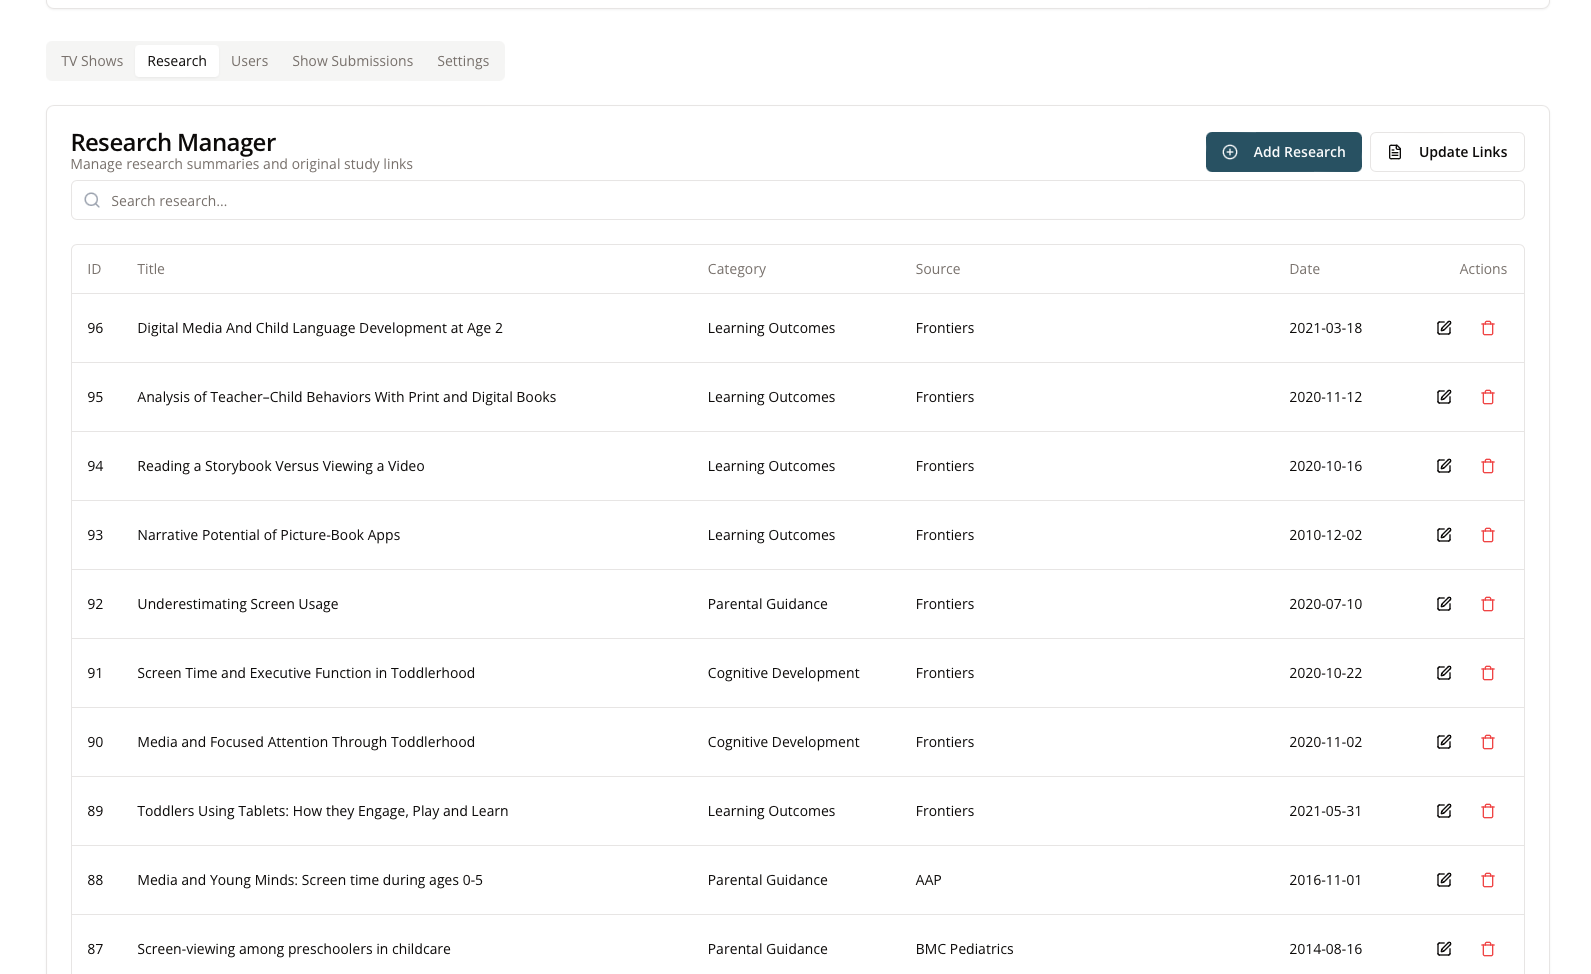 TV Shows Research Users Show Submissions Settings
Research Manager
Manage research summaries and original study links
Add Research Update Links
Search research...
ID Title Category Source Date Actions
96 Digital Media And Child Language Development at Age 2 Learning Outcomes Frontiers 2021-03-18
95 Analysis of Teacher–Child Behaviors With Print and Digital Books Learning Outcomes Frontiers 2020-11-12
94 Reading a Storybook Versus Viewing a Video Learning Outcomes Frontiers 2020-10-16
93 Narrative Potential of Picture-Book Apps Learning Outcomes Frontiers 2010-12-02
92 Underestimating Screen Usage Parental Guidance Frontiers 2020-07-10
91 Screen Time and Executive Function in Toddlerhood Cognitive Development Frontiers 2020-10-22
90 Media and Focused Attention Through Toddlerhood Cognitive Development Frontiers 2020-11-02
89 Toddlers Using Tablets: How they Engage, Play and Learn Learning Outcomes Frontiers 2021-05-31
88 Media and Young Minds: Screen time during ages 0-5 Parental Guidance AAP 2016-11-01
87 Screen-viewing among preschoolers in childcare Parental Guidance BMC Pediatrics 2014-08-16